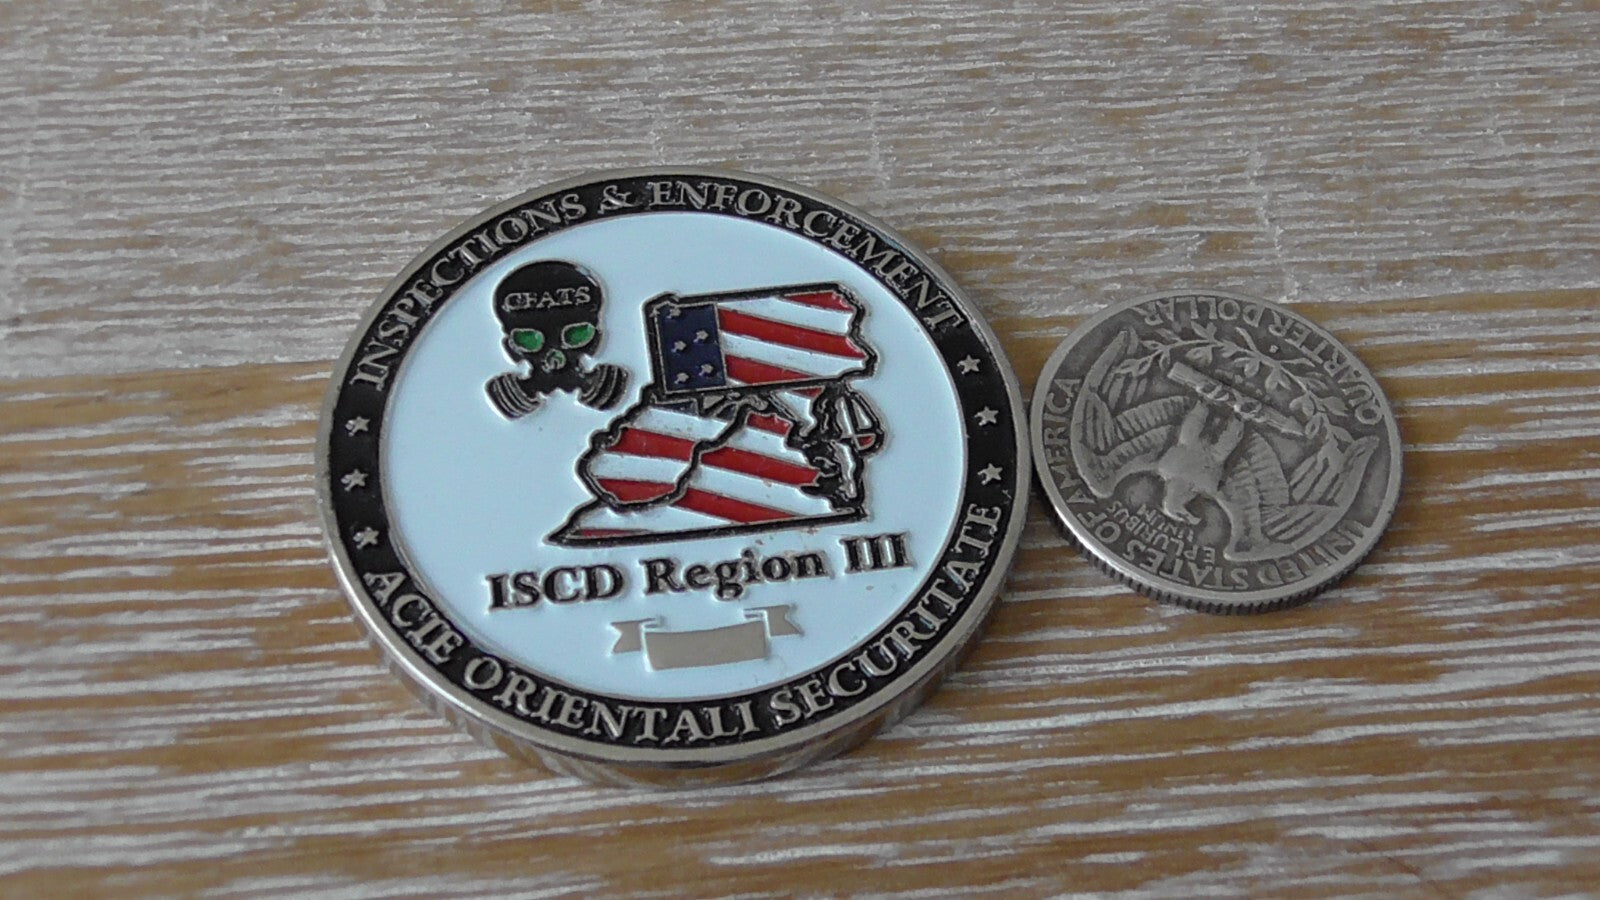 INSPECTIONS & ENFORCEMENT
CFATS
ISCD Region III
ACIE ORIENTALI SECURITATE
QUARTER DOLLAR
E PLURIBUS
UNUM
UNITED STATES OF AMERICA